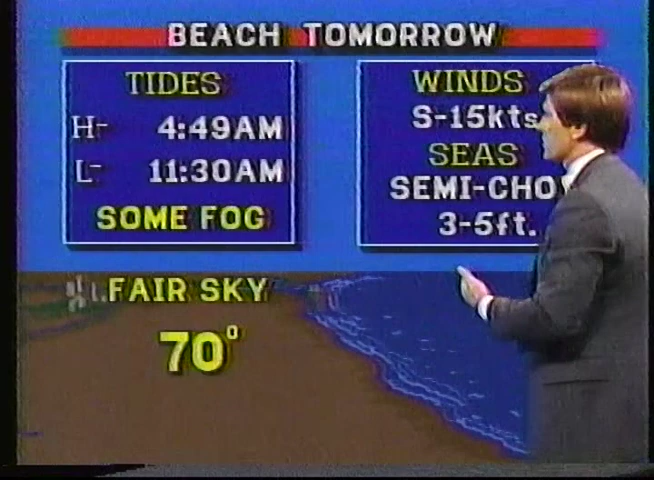 BEACH TOMORROW
TIDES
H- 4:49AM
L- 11:30AM
SOME FOG
WINDS
S-15kts
SEAS
SEMI-CHO
3-5ft.
FAIR SKY
70°